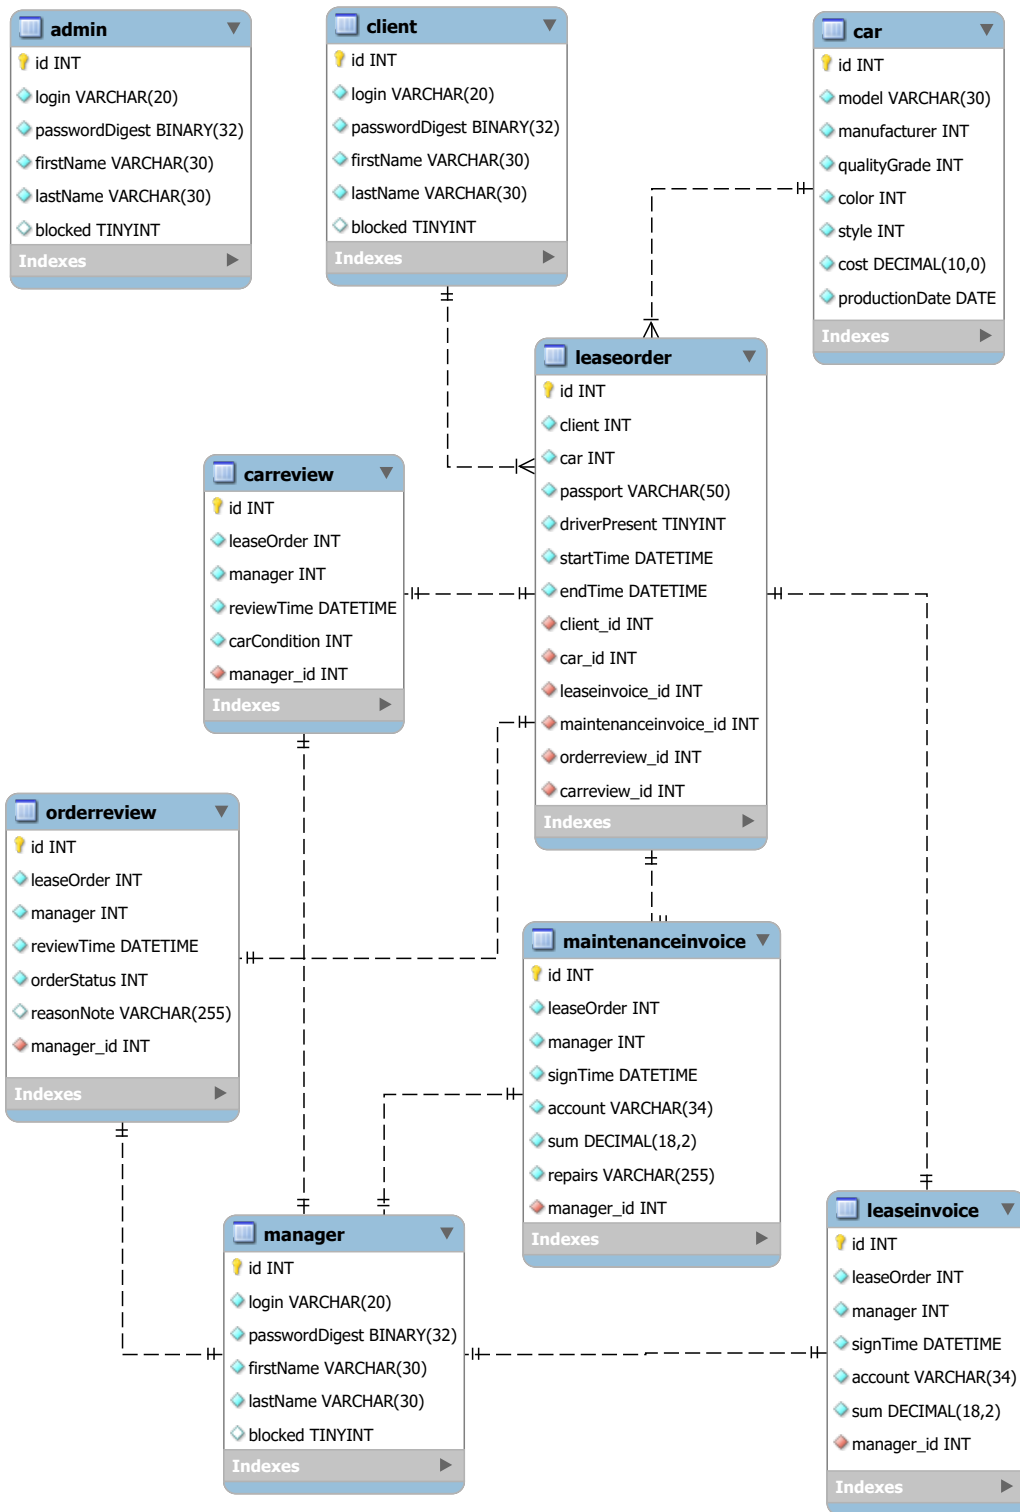 admin
id INT
login VARCHAR(20)
passwordDigest BINARY(32)
firstName VARCHAR(30)
lastName VARCHAR(30)
blocked TINYINT
Indexes
client
id INT
login VARCHAR(20)
passwordDigest BINARY(32)
firstName VARCHAR(30)
lastName VARCHAR(30)
blocked TINYINT
Indexes
car
id INT
model VARCHAR(30)
manufacturer INT
qualityGrade INT
color INT
style INT
cost DECIMAL(10,0)
productionDate DATE
Indexes
leaseorder
id INT
client INT
car INT
passport VARCHAR(50)
driverPresent TINYINT
startTime DATETIME
endTime DATETIME
client_id INT
car_id INT
leaseinvoice_id INT
maintenanceinvoice_id INT
orderreview_id INT
carreview_id INT
Indexes
carreview
id INT
leaseOrder INT
manager INT
reviewTime DATETIME
carCondition INT
manager_id INT
Indexes
orderreview
id INT
leaseOrder INT
manager INT
reviewTime DATETIME
orderStatus INT
reasonNote VARCHAR(255)
manager_id INT
Indexes
maintenanceinvoice
id INT
leaseOrder INT
manager INT
signTime DATETIME
account VARCHAR(34)
sum DECIMAL(18,2)
repairs VARCHAR(255)
manager_id INT
Indexes
manager
id INT
login VARCHAR(20)
passwordDigest BINARY(32)
firstName VARCHAR(30)
lastName VARCHAR(30)
blocked TINYINT
Indexes
leaseinvoice
id INT
leaseOrder INT
manager INT
signTime DATETIME
account VARCHAR(34)
sum DECIMAL(18,2)
manager_id INT
Indexes